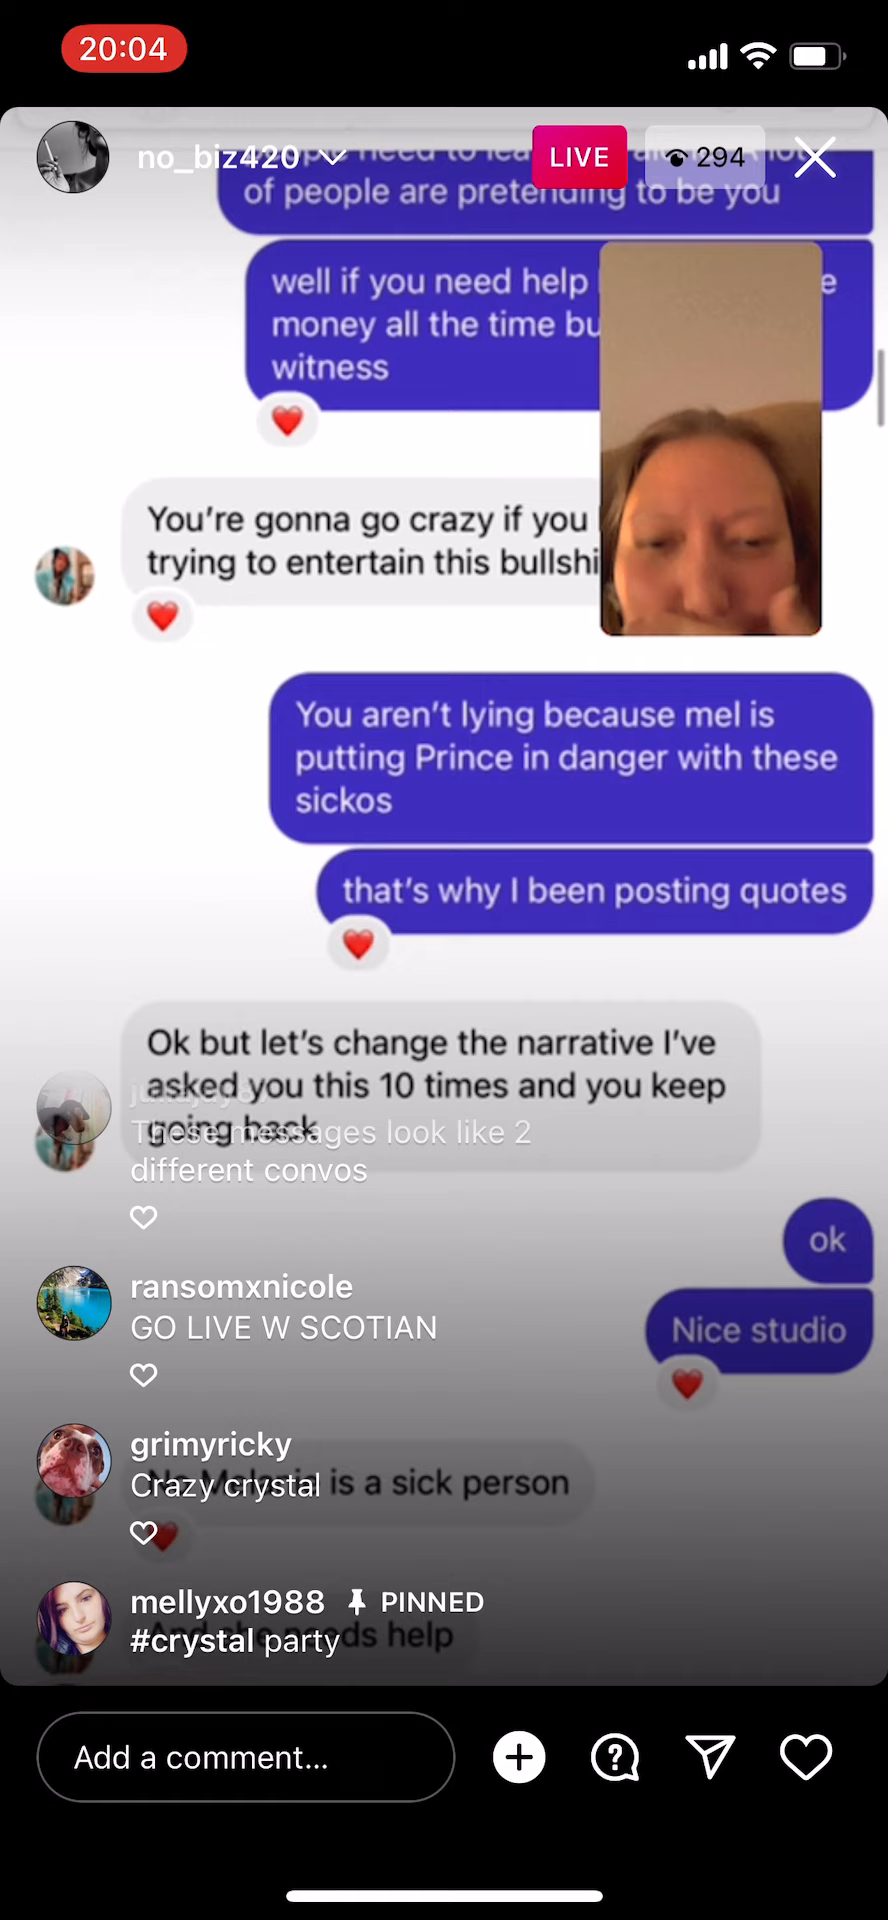 20:04
no_biz420
LIVE
294
of people are pretending to be you
well if you need help
money all the time bu
witness
You're gonna go crazy if you
trying to entertain this bullshi
You aren't lying because mel is
putting Prince in danger with these
sickos
that's why I been posting quotes
Ok but let's change the narrative I've
asked you this 10 times and you keep
going back
These messages look like 2
different convos
ok
ransomxnicole
GO LIVE W SCOTIAN
Nice studio
grimyricky
is a sick person
Crazy crystal
mellyxo1988 PINNED
needs help
#crystal party
Add a comment...